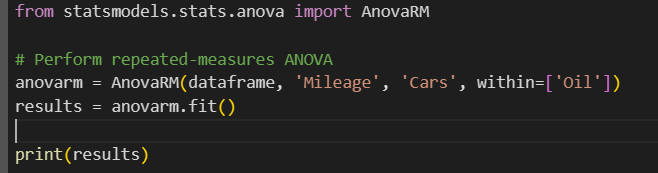 from statsmodels.stats.anova import AnovaRM
# Perform repeated-measures ANOVA
anovarm = AnovaRM(dataframe, 'Mileage', 'Cars', within=['Oil'])
results = anovarm.fit()
print(results)